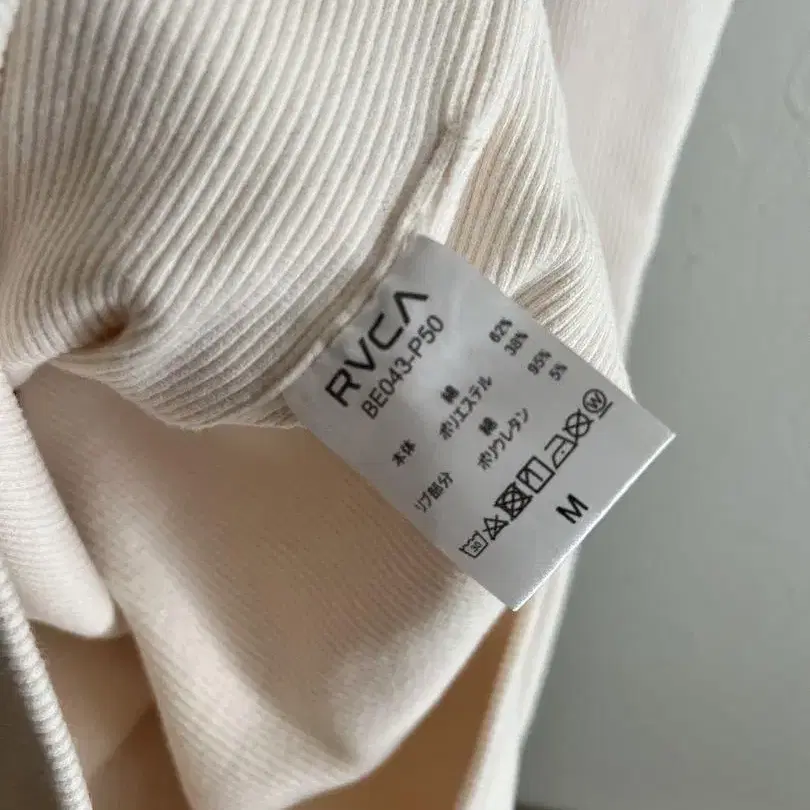 RVCA
BE043-P50
本体 綿 62%
ポリエステル 38%
リブ部分 綿 95%
ポリウレタン 5%
30 W
M